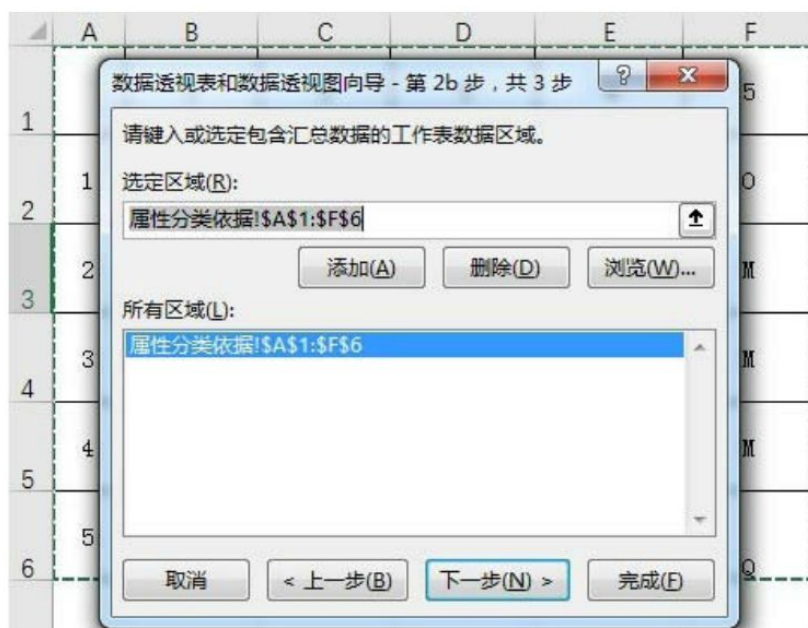 A B C D E F
数据透视表和数据透视图向导 - 第 2b 步，共 3 步
5
1
请键入或选定包含汇总数据的工作表数据区域。
1 选定区域(R): O
2
属性分类依据!$A$1:$F$6
添加(A) 删除(D) 浏览(W)...
2 M
3
所有区域(L):
属性分类依据!$A$1:$F$6
3 M
4
4 M
5
5
6 Q
取消 < 上一步(B) 下一步(N) > 完成(F)